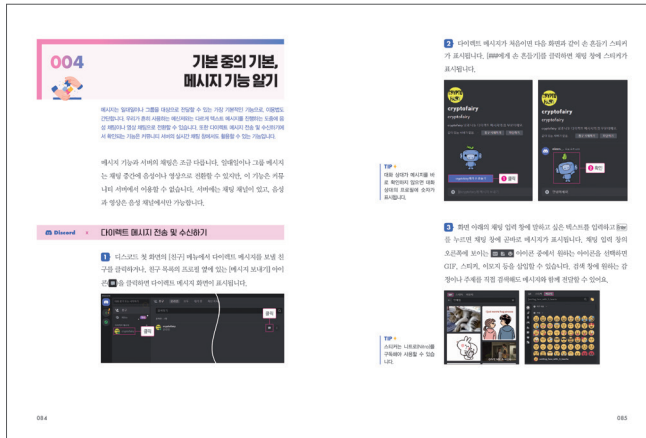 004
기본 중의 기본,
메시지 기능 알기
메시지는 일대일이나 그룹을 대상으로 전달할 수 있는 가장 기본적인 기능으로, 이용법도
간단합니다. 우리가 흔히 사용하는 메신저와는 다르게 텍스트 메시지를 진행하는 도중에 음
성 채팅이나 영상 채팅으로 전환할 수 있습니다. 또한 다이렉트 메시지 전송 및 수신하기에
서 확인되는 기능은 커뮤니티 서버의 실시간 채팅 창에서도 활용할 수 있는 기능입니다.
메시지 기능과 서버의 채팅은 조금 다릅니다. 일대일이나 그룹 메시지
는 채팅 중간에 음성이나 영상으로 전환할 수 있지만, 이 기능은 커뮤
니티 서버에서 이용할 수 없습니다. 서버에는 채팅 채널이 있고, 음성
과 영상은 음성 채널에서만 가능합니다.
Discord
다이렉트 메시지 전송 및 수신하기
1 디스코드 첫 화면의 [친구] 메뉴에서 다이렉트 메시지를 보낼 친
구를 클릭하거나, 친구 목록의 프로필 옆에 있는 [메시지 보내기] 아이
콘을 클릭하면 다이렉트 메시지 화면이 표시됩니다.
클릭
클릭
084
2 다이렉트 메시지가 처음이면 다음 화면과 같이 손 흔들기 스티커
가 표시됩니다. [###에게 손 흔들기]를 클릭하면 채팅 창에 스티커가
표시됩니다.
TIP
대화 상대가 메시지를 바
로 확인하지 않으면 대화
상대의 프로필에 숫자가
표시됩니다.
cryptofairy
cryptofairy
1 클릭
cryptofairy
cryptofairy
2 확인
3 화면 아래의 채팅 입력 창에 말하고 싶은 텍스트를 입력하고 Enter
를 누르면 채팅 창에 곧바로 메시지가 표시됩니다. 채팅 입력 창의
오른쪽에 보이는 아이콘 중에서 원하는 아이콘을 선택하면
GIF, 스티커, 이모지 등을 삽입할 수 있습니다. 검색 창에 원하는 감
정이나 주제를 직접 검색해도 메시지와 함께 전달할 수 있어요.
TIP
스티커는 니트로(Nitro)를
구독해야 사용할 수 있습
니다.
085